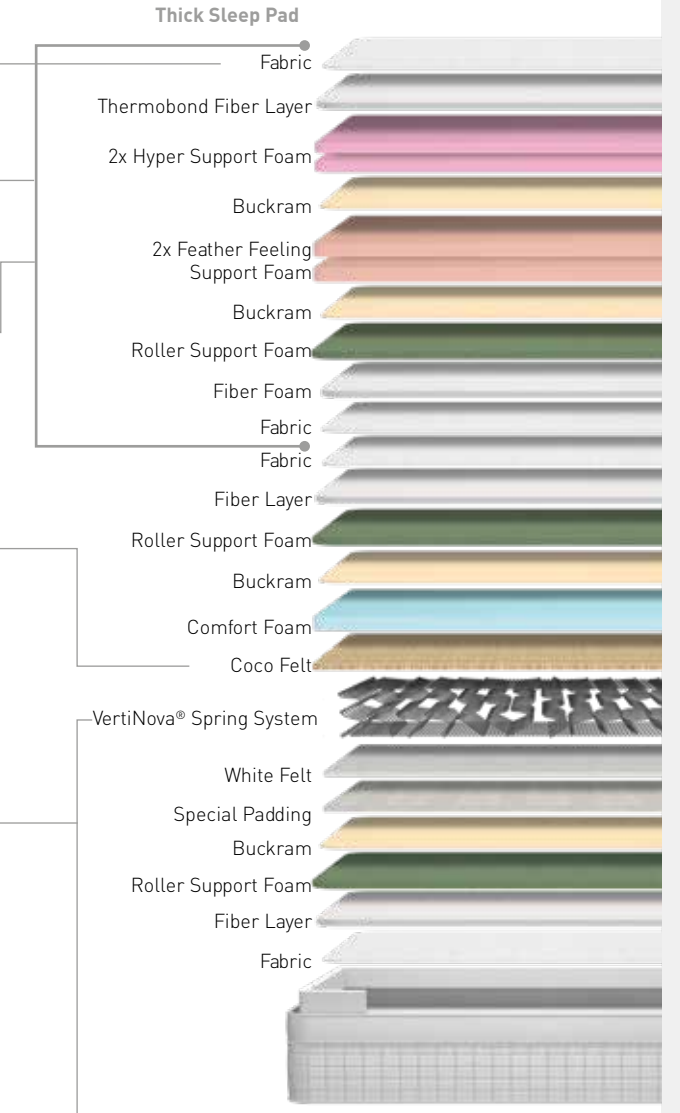 Thick Sleep Pad
Fabric
Thermobond Fiber Layer
2x Hyper Support Foam
Buckram
2x Feather Feeling
Support Foam
Buckram
Roller Support Foam
Fiber Foam
Fabric
Fabric
Fiber Layer
Roller Support Foam
Buckram
Comfort Foam
Coco Felt
VertiNova® Spring System
White Felt
Special Padding
Buckram
Roller Support Foam
Fiber Layer
Fabric